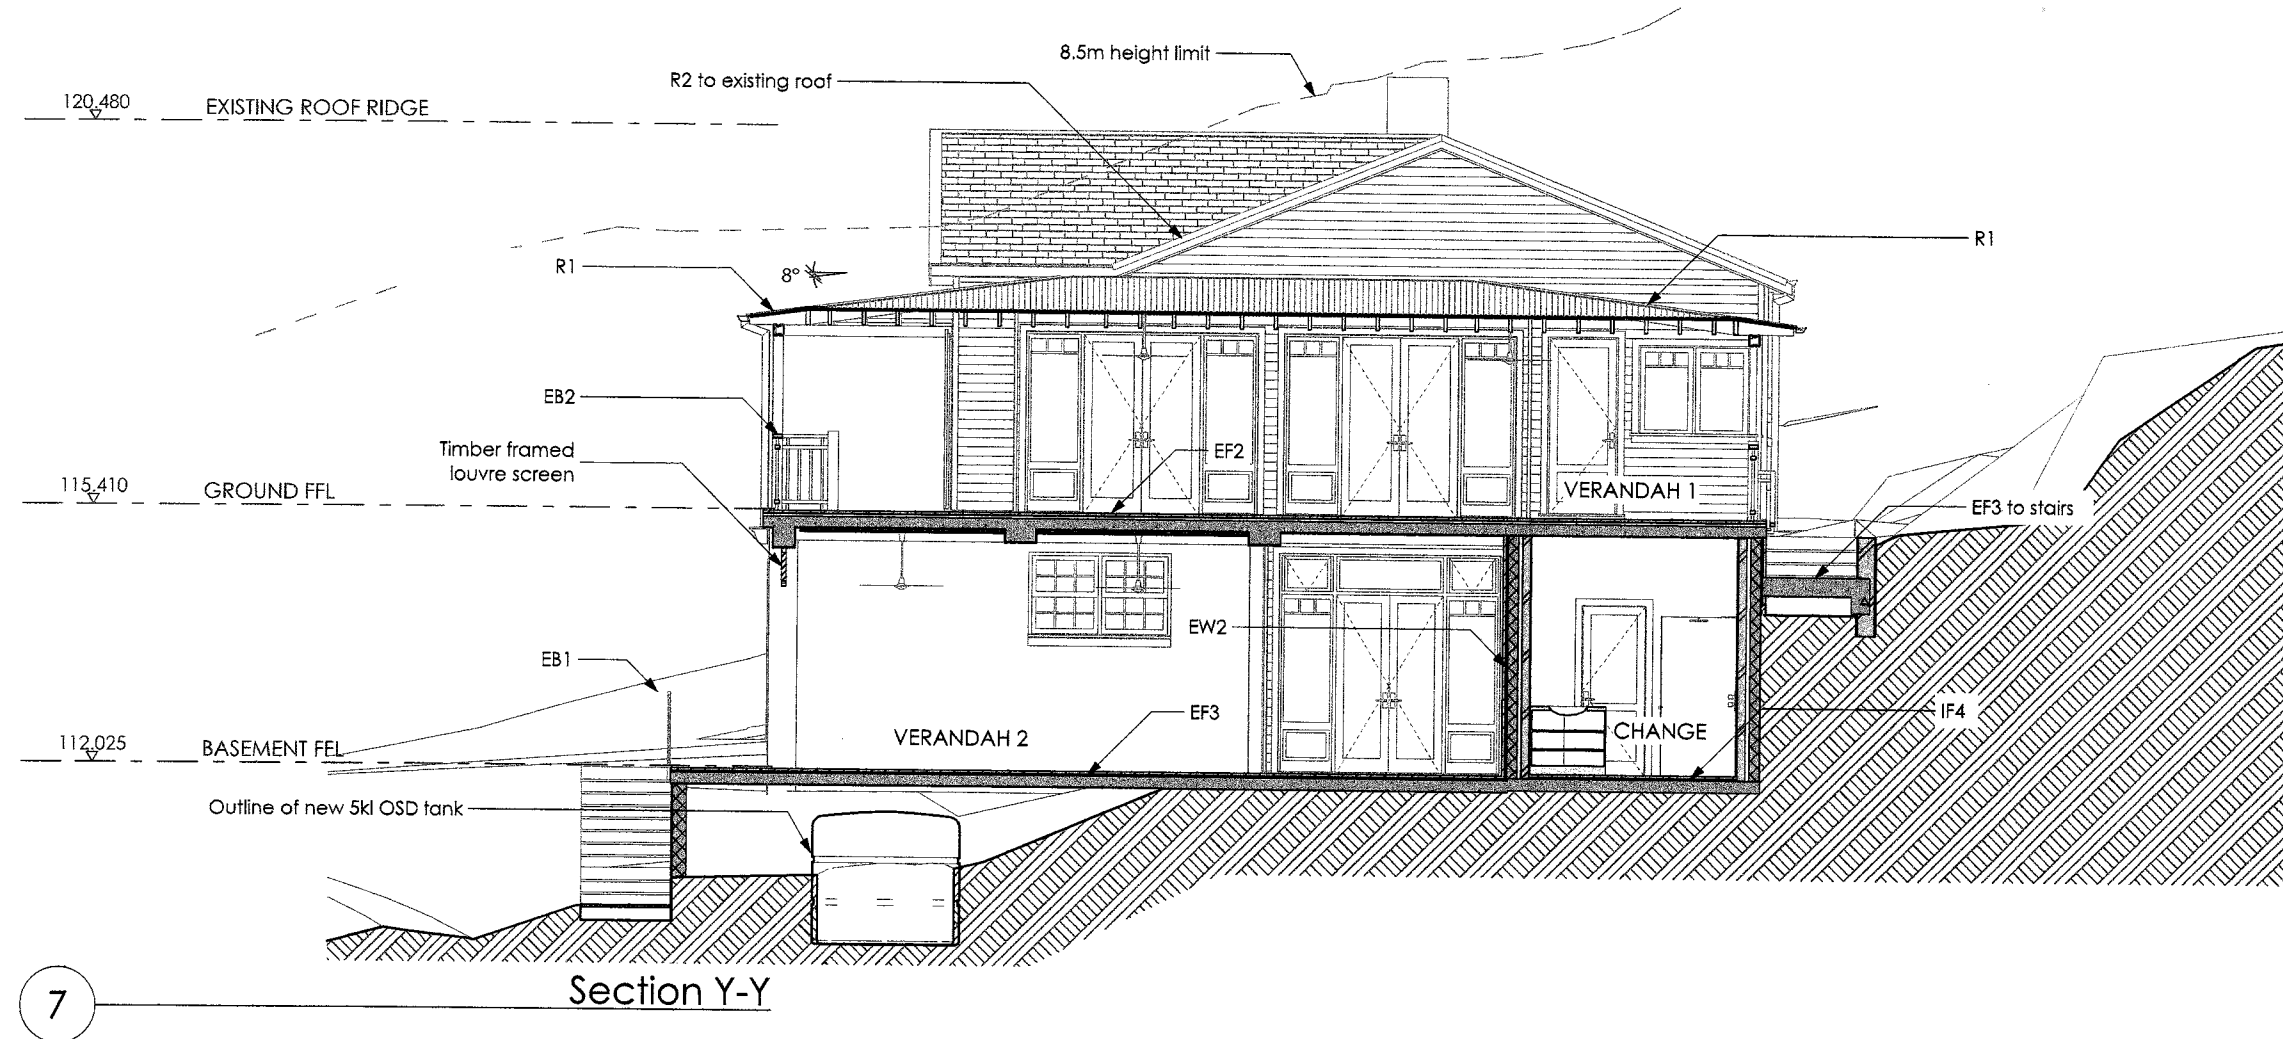 8.5m height limit
R2 to existing roof
120.480
EXISTING ROOF RIDGE
R1
R1
8°
EB2
Timber framed
louvre screen
EF2
115.410
GROUND FFL
VERANDAH 1
EF3 to stairs
EW2
EB1
EF3
IF4
112.025
BASEMENT FFL
VERANDAH 2
CHANGE
Outline of new 5kl OSD tank
7
Section Y-Y